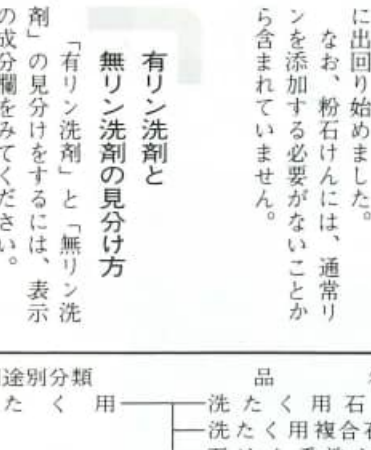 に出回り始めました。
なお、粉石けんには、通常リ
ンを添加する必要がないことか
ら含まれていません。
有リン洗剤と
無リン洗剤の見分け方
「有リン洗剤」と「無リン洗
剤」の見分けをするには、表示
の成分欄をみてください。
途別分類
品
たく用
洗たく用石
洗たく用複合石